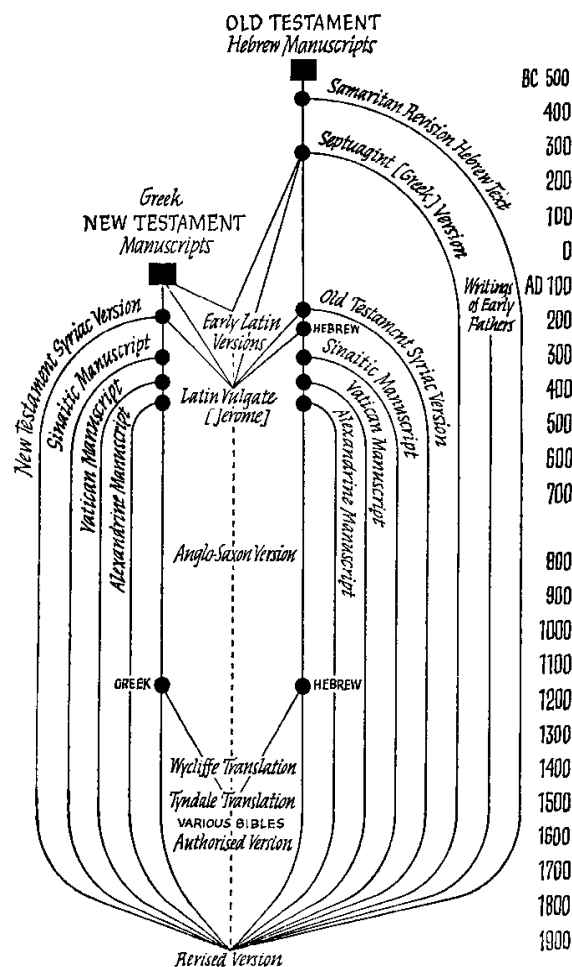 OLD TESTAMENT
Hebrew Manuscripts
BC 500
Samaritan Revision Hebrew Text
400
Septuagint [Greek] Version
300
200
Greek
NEW TESTAMENT
Manuscripts
100
0
AD 100
Writings
of Early
Fathers
New Testament Syriac Version
Early Latin
Versions
Old Testament Syriac Version
HEBREW
200
Sinaitic Manuscript
Sinaitic Manuscript
300
Vatican Manuscript
Latin Vulgate
[Jerome]
Vatican Manuscript
400
Alexandrine Manuscript
Alexandrine Manuscript
500
600
700
Anglo-Saxon Version
800
900
1000
1100
GREEK
HEBREW
1200
1300
Wycliffe Translation
1400
Tyndale Translation
1500
VARIOUS BIBLES
Authorised Version
1600
1700
1800
1900
Revised Version